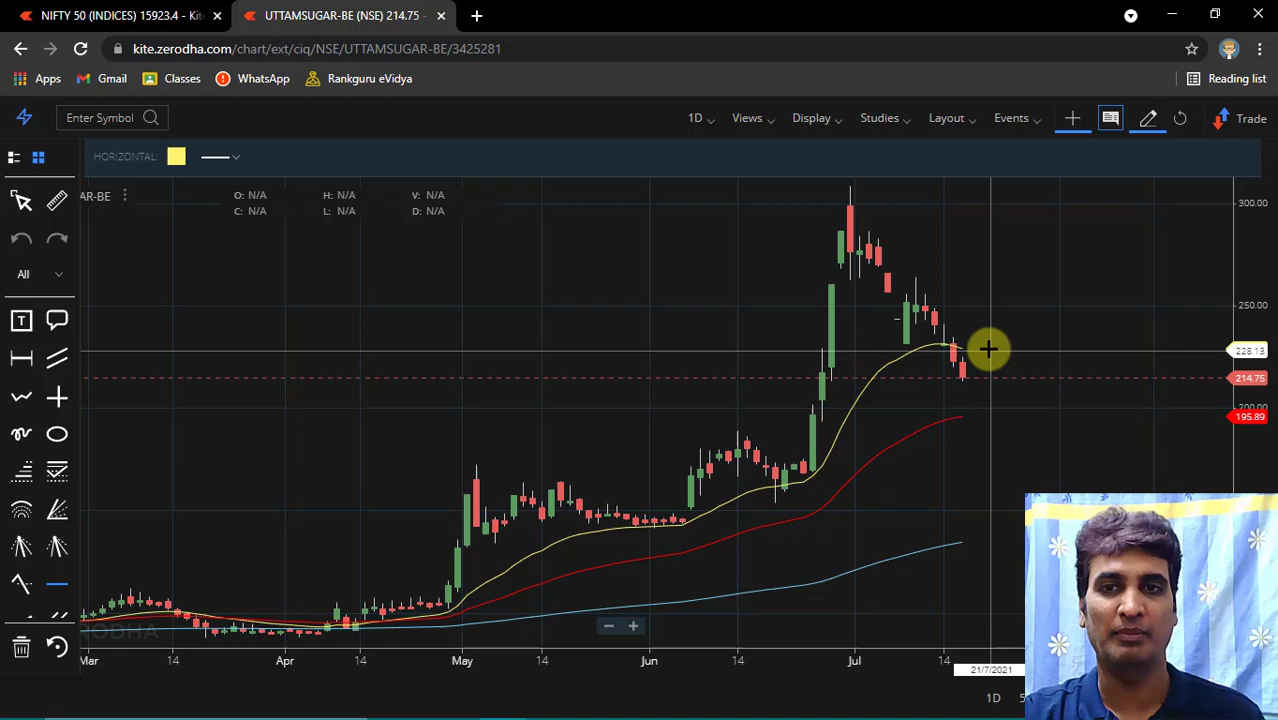 NIFTY 50 (INDICES) 15923.4 - Kit
UTTAMSUGAR-BE (NSE) 214.75 -
kite.zerodha.com/chart/ext/ciq/NSE/UTTAMSUGAR-BE/3425281
Apps Gmail Classes WhatsApp Rankguru eVidya Reading list
Enter Symbol 1D Views Display Studies Layout Events Trade
HORIZONTAL:
AR-BE O: N/A H: N/A V: N/A
C: N/A L: N/A D: N/A
All
T
300.00
250.00
228.13
214.75
200.00
195.89
Mar 14 Apr 14 May 14 Jun 14 Jul 14
21/7/2021
1D